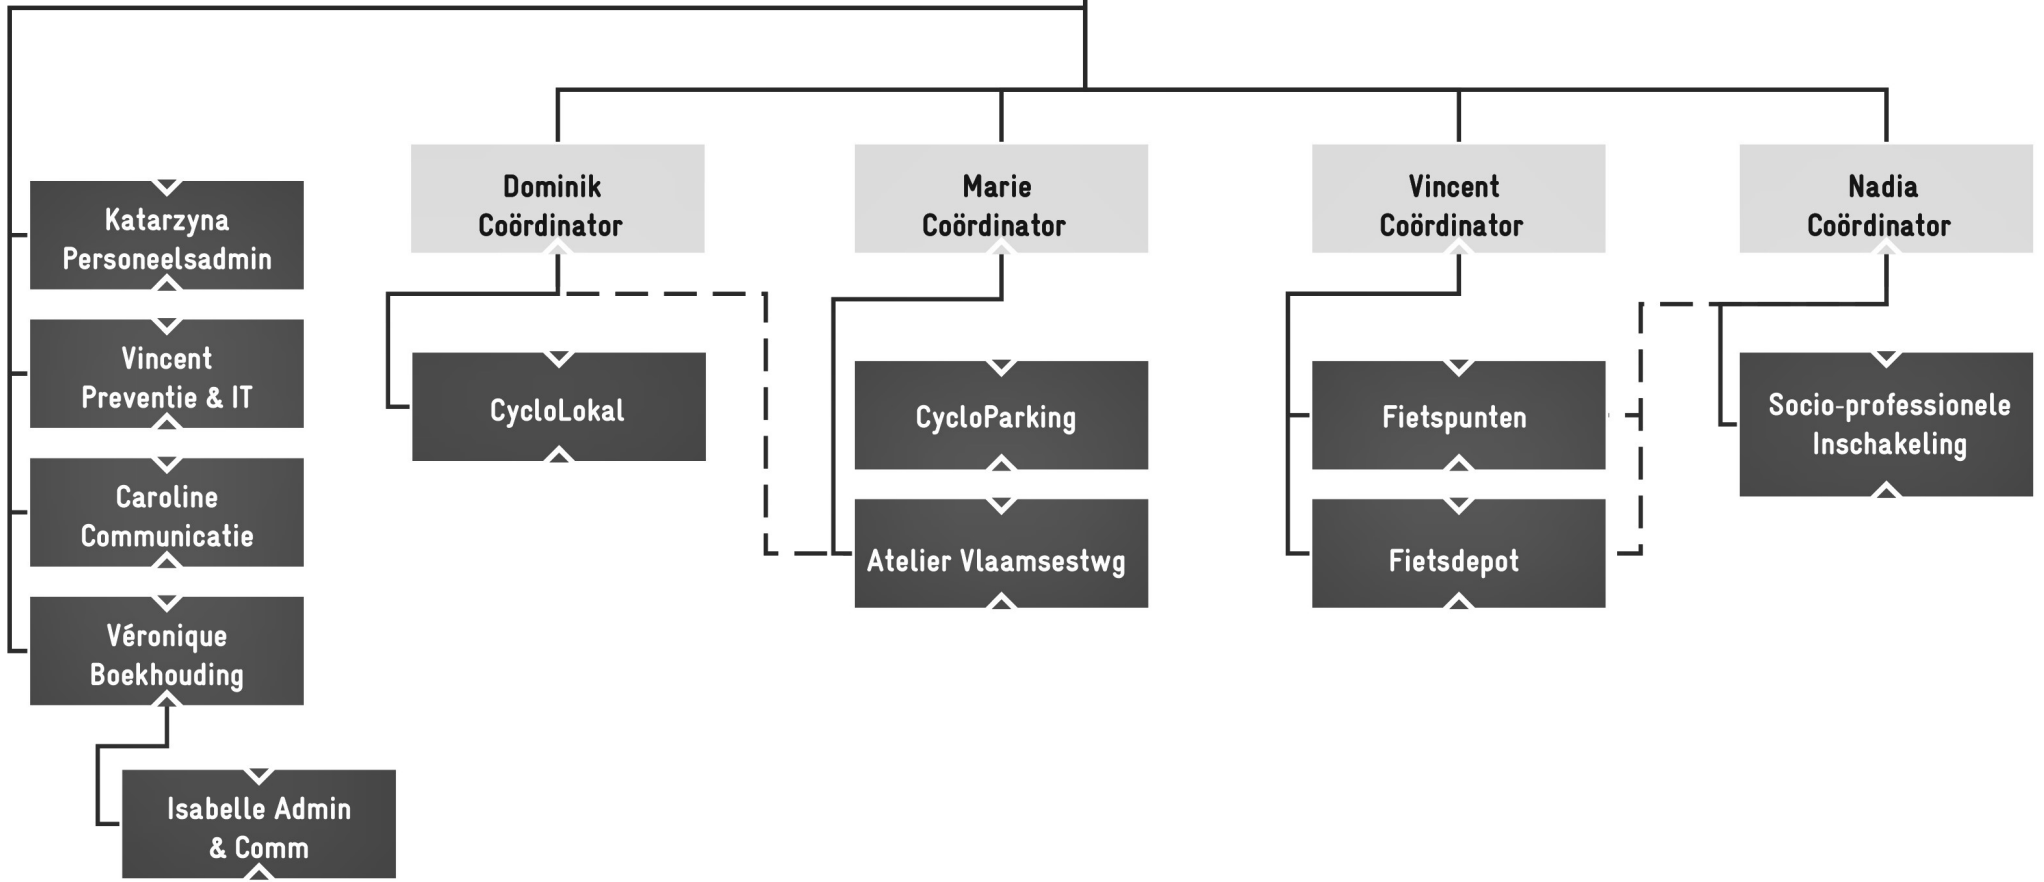 Dominik
Coördinator
Marie
Coördinator
Vincent
Coördinator
Nadia
Coördinator
Katarzyna
Personeelsadmin
Vincent
Preventie & IT
Caroline
Communicatie
Véronique
Boekhouding
Isabelle Admin
& Comm
CycloLokal
CycloParking
Atelier Vlaamsestwg
Fietspunten
Fietsdepot
Socio-professionele
Inschakeling